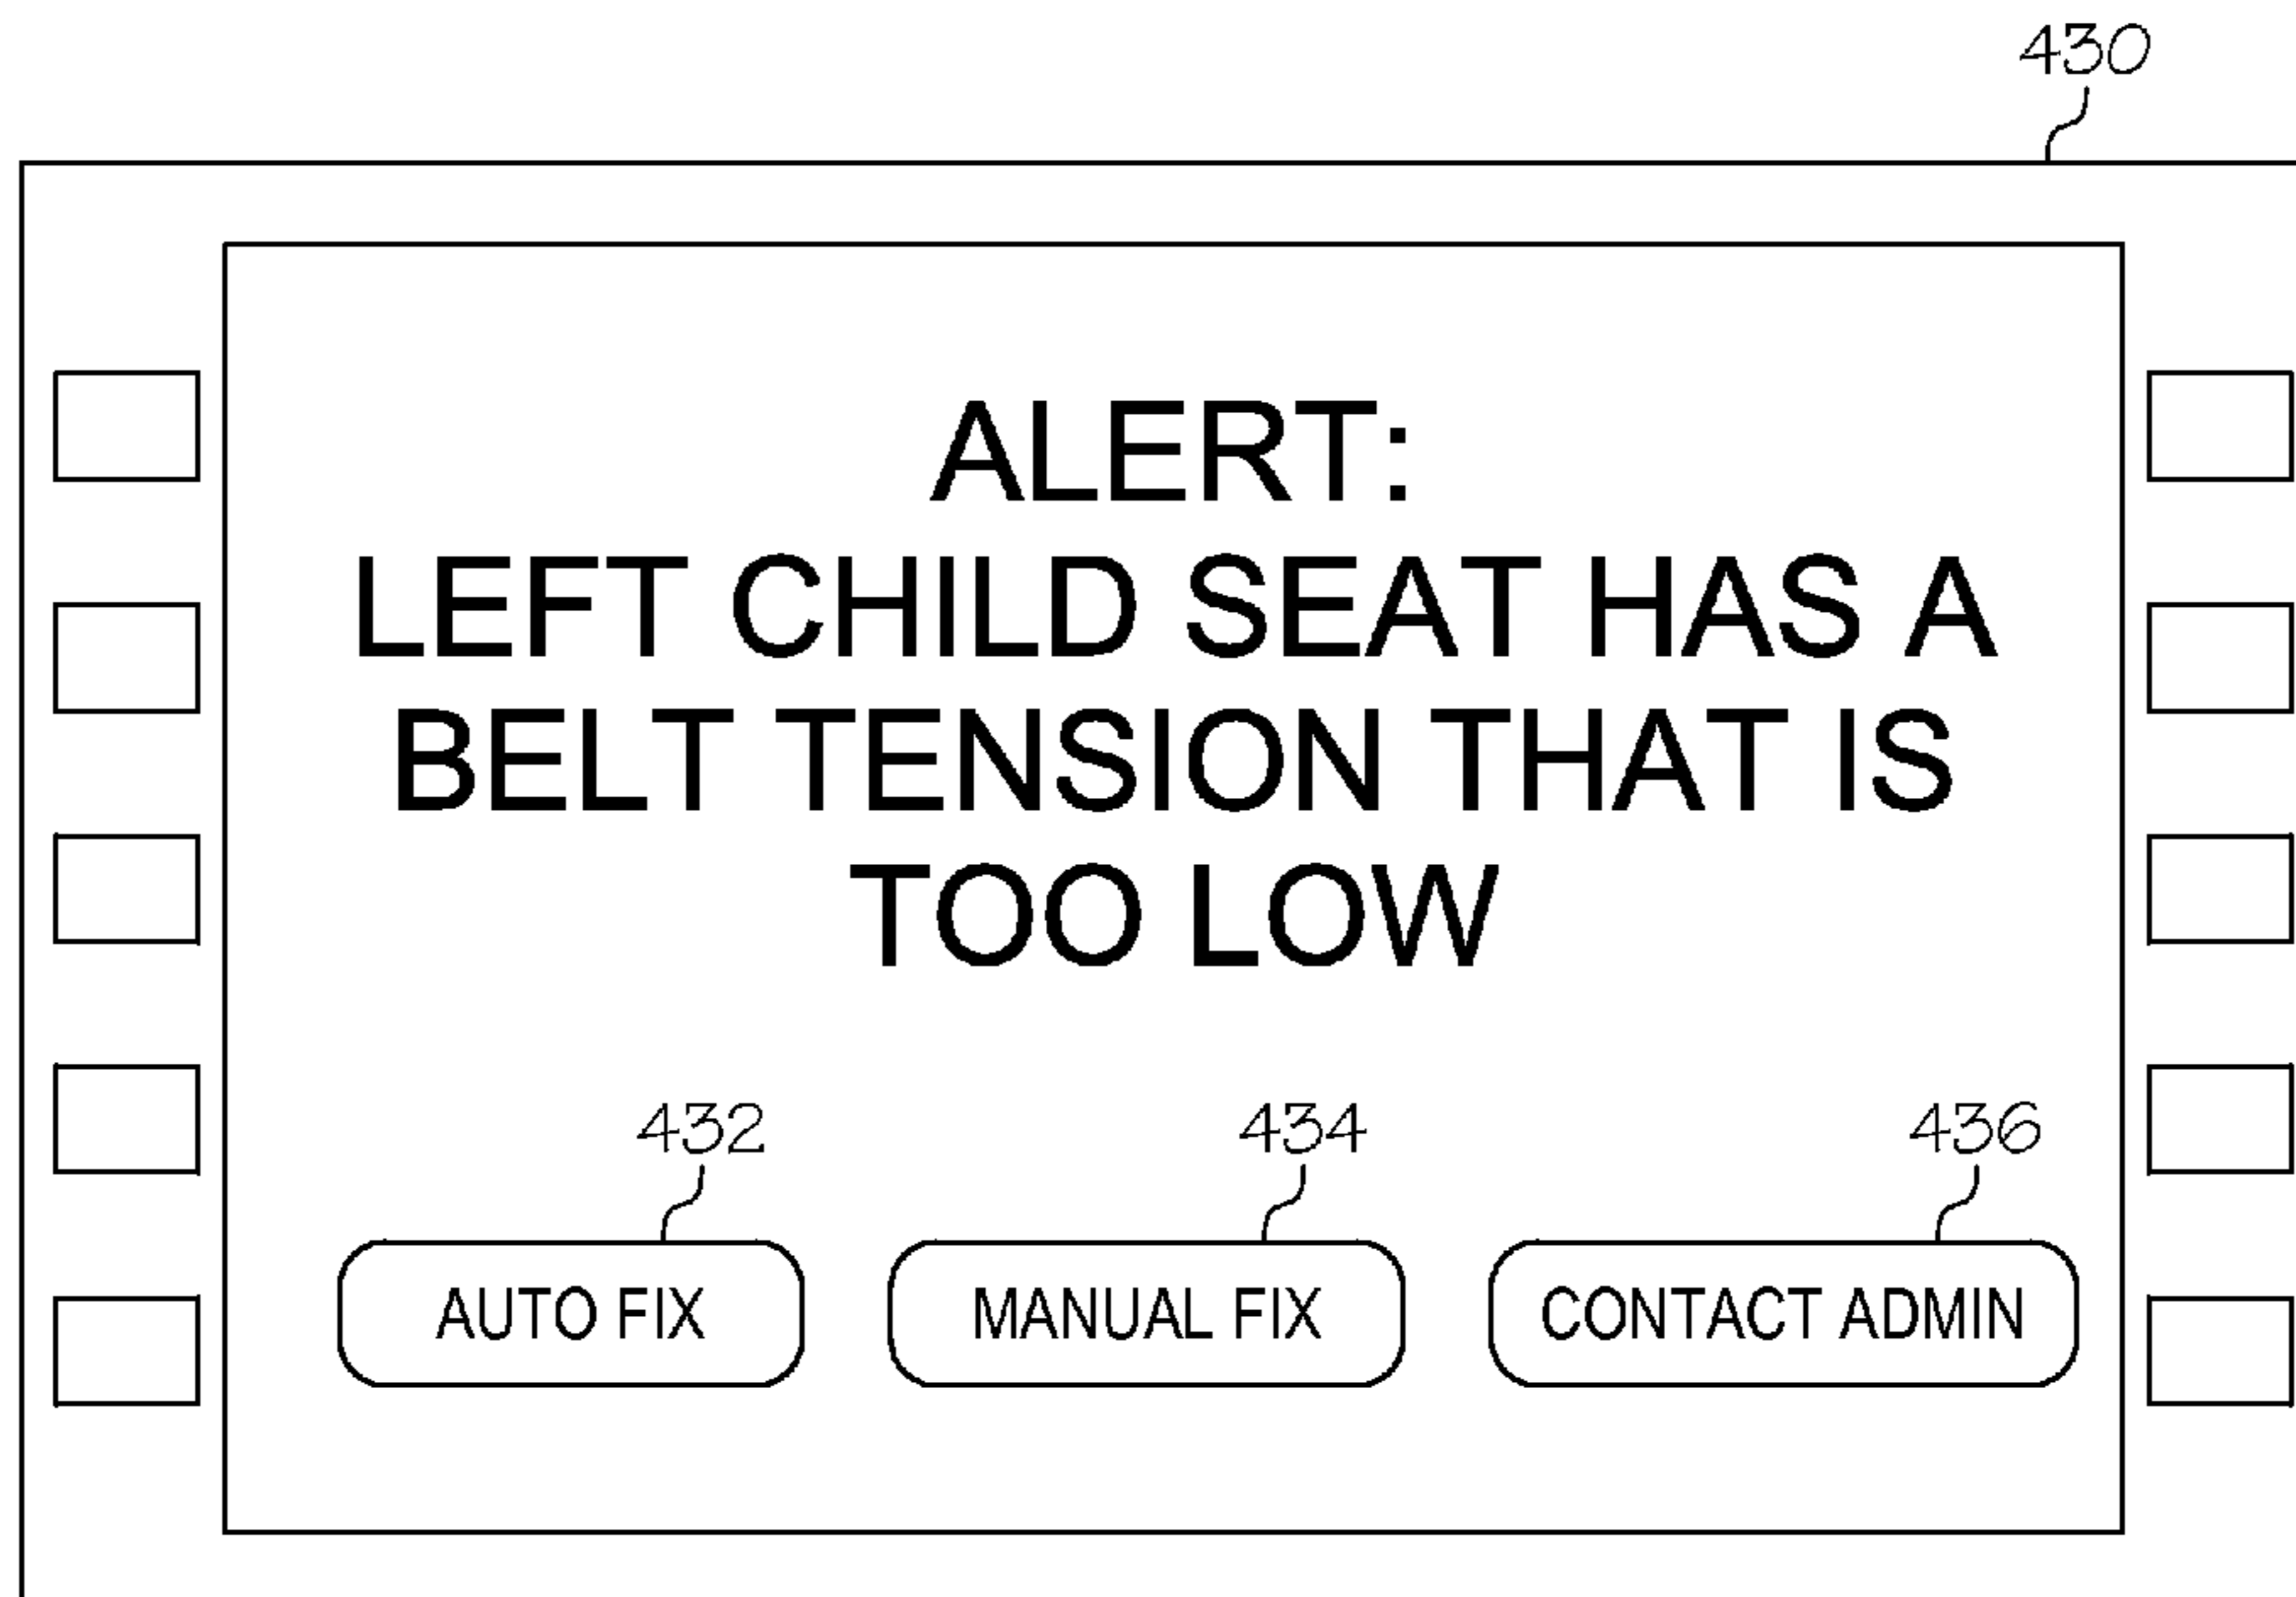 430
ALERT:
LEFT CHILD SEAT HAS A
BELT TENSION THAT IS
TOO LOW
432 434 436
AUTO FIX MANUAL FIX CONTACT ADMIN